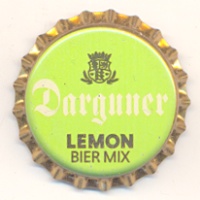 Darguner
LEMON
BIER MIX